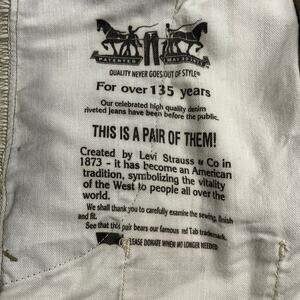 PATENTED MAY 20 1873
QUALITY NEVER GOES OUT OF STYLE®
For over 135 years
Our celebrated high quality denim
riveted jeans have been before the public.
THIS IS A PAIR OF THEM!
Created by Levi Strauss & Co in
1873 - it has become an American
tradition, symbolizing the vitality
of the West to people all over the
world.
We shall thank you to carefully examine the sewing, finish
and fit.
See that this pair bears our famous red Tab trademark.
PLEASE DONATE WHEN NO LONGER NEEDED